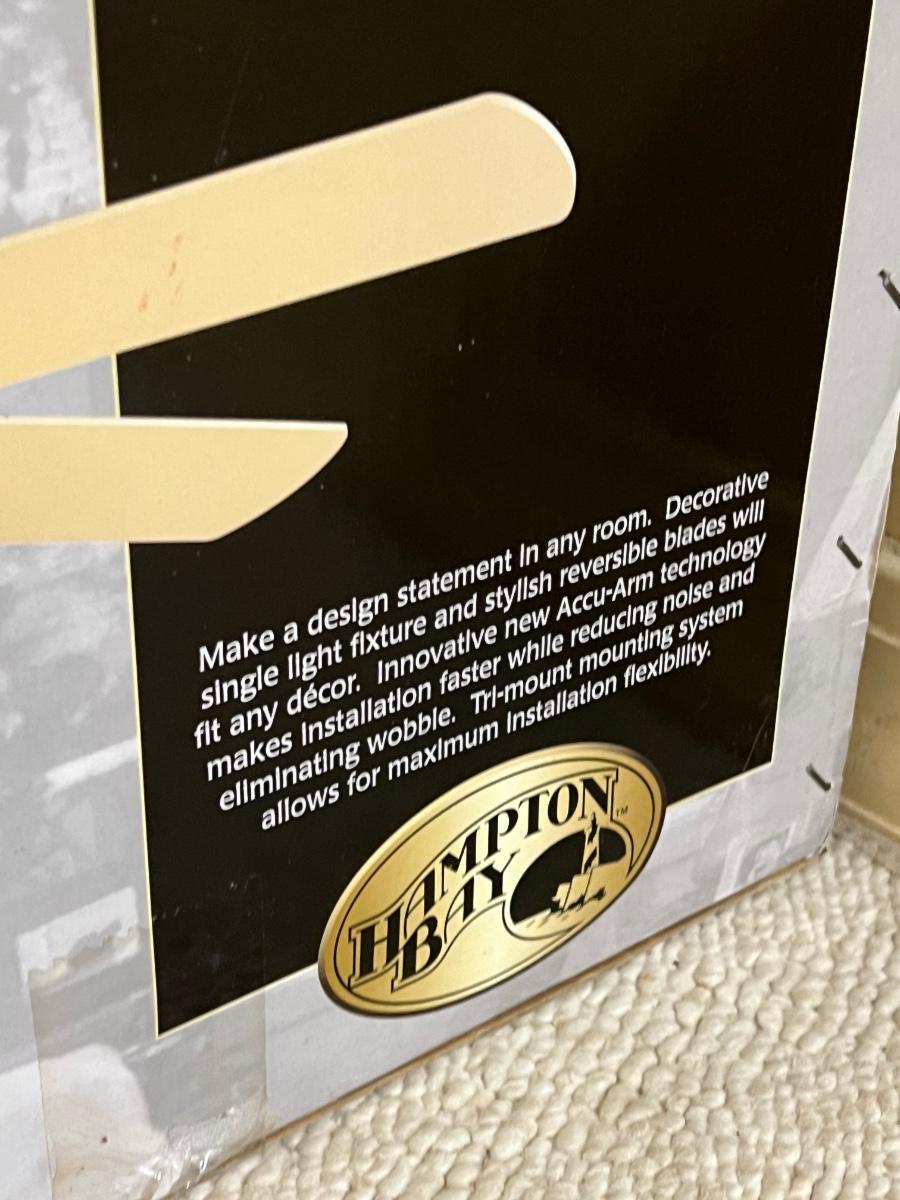 Make a design statement in any room. Decorative
single light fixture and stylish reversible blades will
fit any décor. Innovative new Accu-Arm technology
makes installation faster while reducing noise and
eliminating wobble. Tri-mount mounting system
allows for maximum installation flexibility.
HAMPTON
BAY™